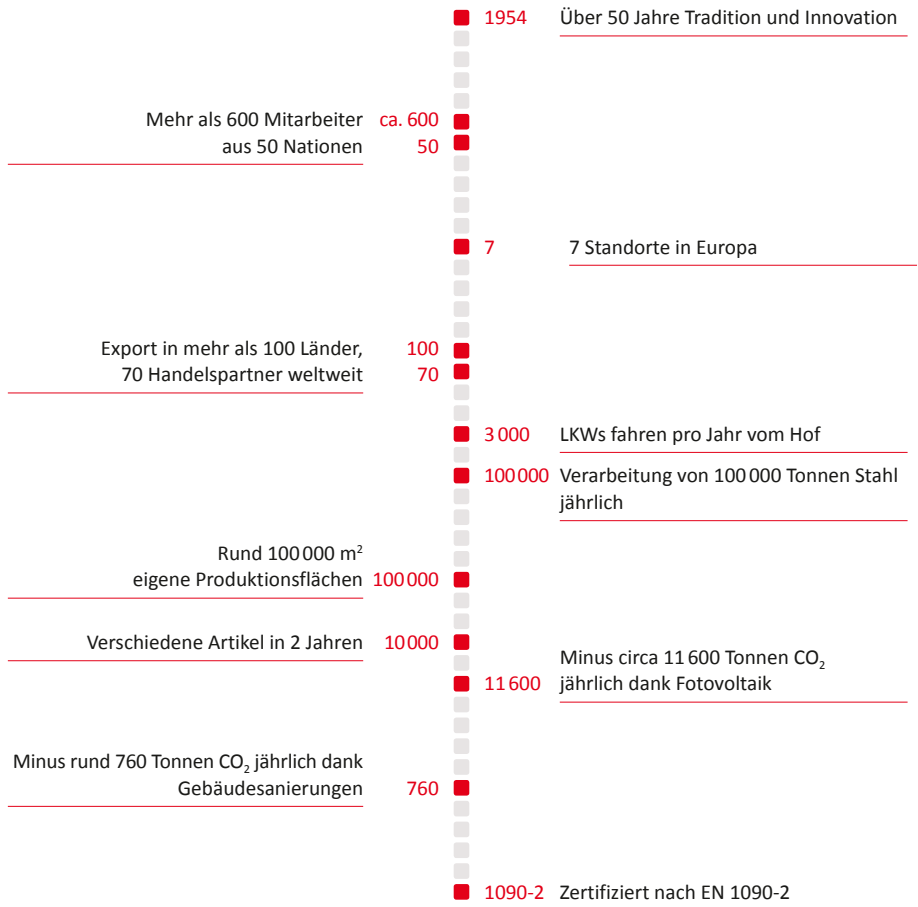 1954 Über 50 Jahre Tradition und Innovation
Mehr als 600 Mitarbeiter ca. 600
aus 50 Nationen 50
7 7 Standorte in Europa
Export in mehr als 100 Länder, 100
70 Handelspartner weltweit 70
3 000 LKWs fahren pro Jahr vom Hof
100 000 Verarbeitung von 100 000 Tonnen Stahl
jährlich
Rund 100 000 m²
eigene Produktionsflächen 100 000
Verschiedene Artikel in 2 Jahren 10 000
Minus circa 11 600 Tonnen CO₂
11 600 jährlich dank Fotovoltaik
Minus rund 760 Tonnen CO₂ jährlich dank
Gebäudesanierungen 760
1090-2 Zertifiziert nach EN 1090-2